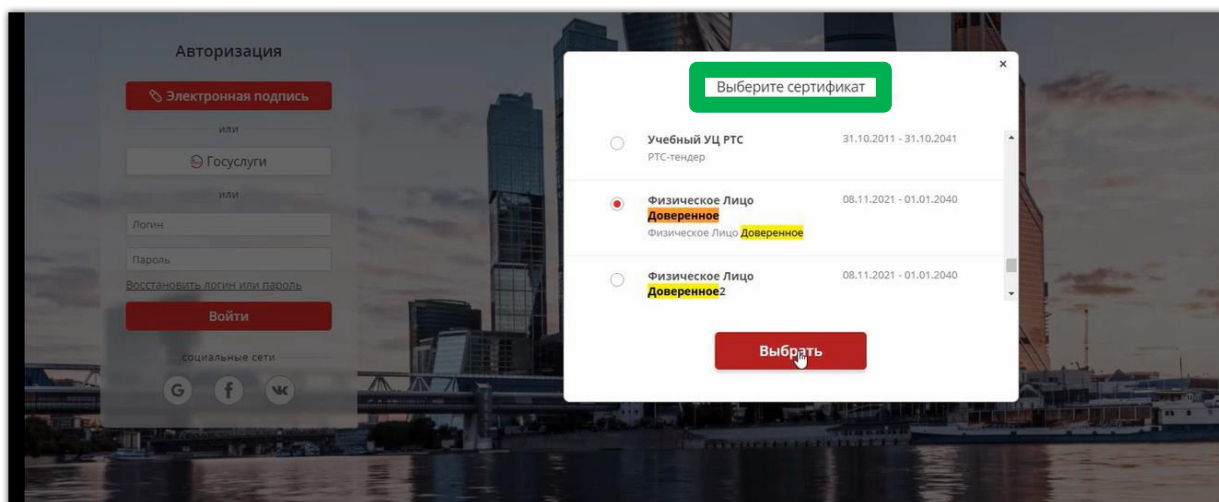 Авторизация
Электронная подпись
или
Госуслуги
или
Логин
Пароль
Восстановить логин или пароль
Войти
социальные сети
G f
Выберите сертификат
×
Учебный УЦ РТС 31.10.2011 - 31.10.2041
РТС-тендер
Физическое Лицо 08.11.2021 - 01.01.2040
Доверенное
Физическое Лицо Доверенное
Физическое Лицо 08.11.2021 - 01.01.2040
Доверенное2
Выбрать